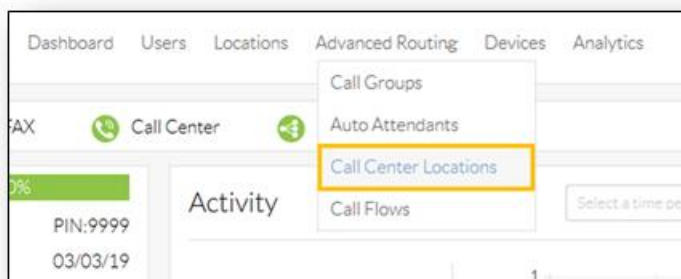 Dashboard Users Locations Advanced Routing Devices Analytics
Call Groups
FAX Call Center Auto Attendants
Call Center Locations
0%
Activity Call Flows Select a time pe
PIN:9999
03/03/19
1